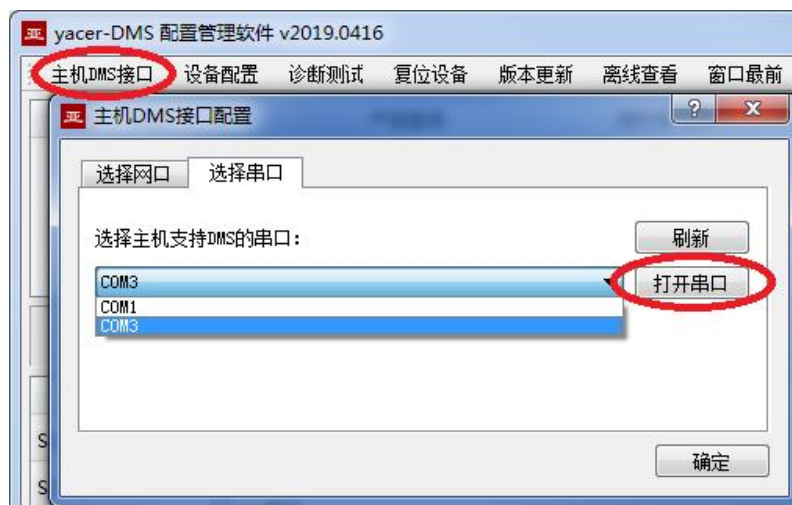 亚 yacer-DMS 配置管理软件 v2019.0416
主机DMS接口 设备配置 诊断测试 复位设备 版本更新 离线查看 窗口最前
亚 主机DMS接口配置 ? X
选择网口 选择串口
选择主机支持DMS的串口: 刷新
COM3 打开串口
COM1
COM3
确定
S
S